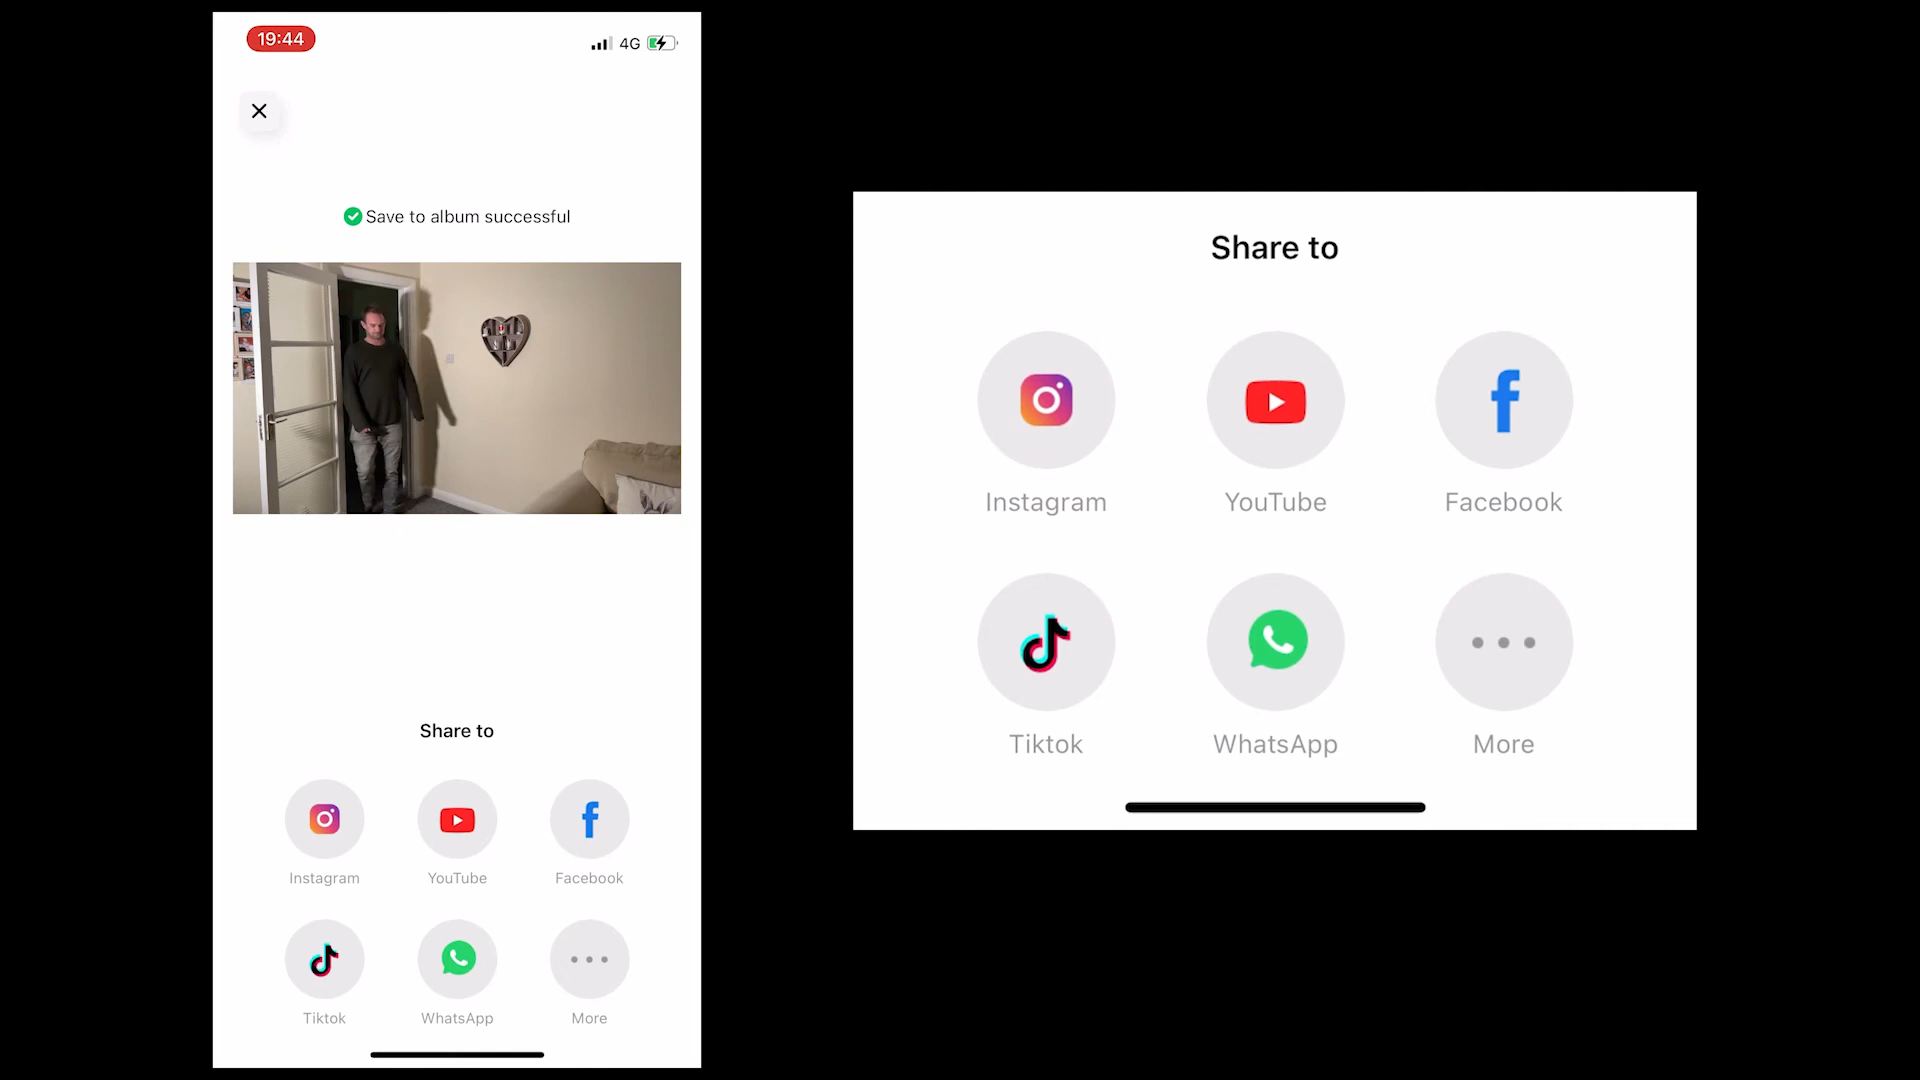 19:44
4G
Save to album successful
Share to
Instagram
YouTube
Facebook
Tiktok
WhatsApp
More
Share to
Instagram
YouTube
Facebook
Tiktok
WhatsApp
More